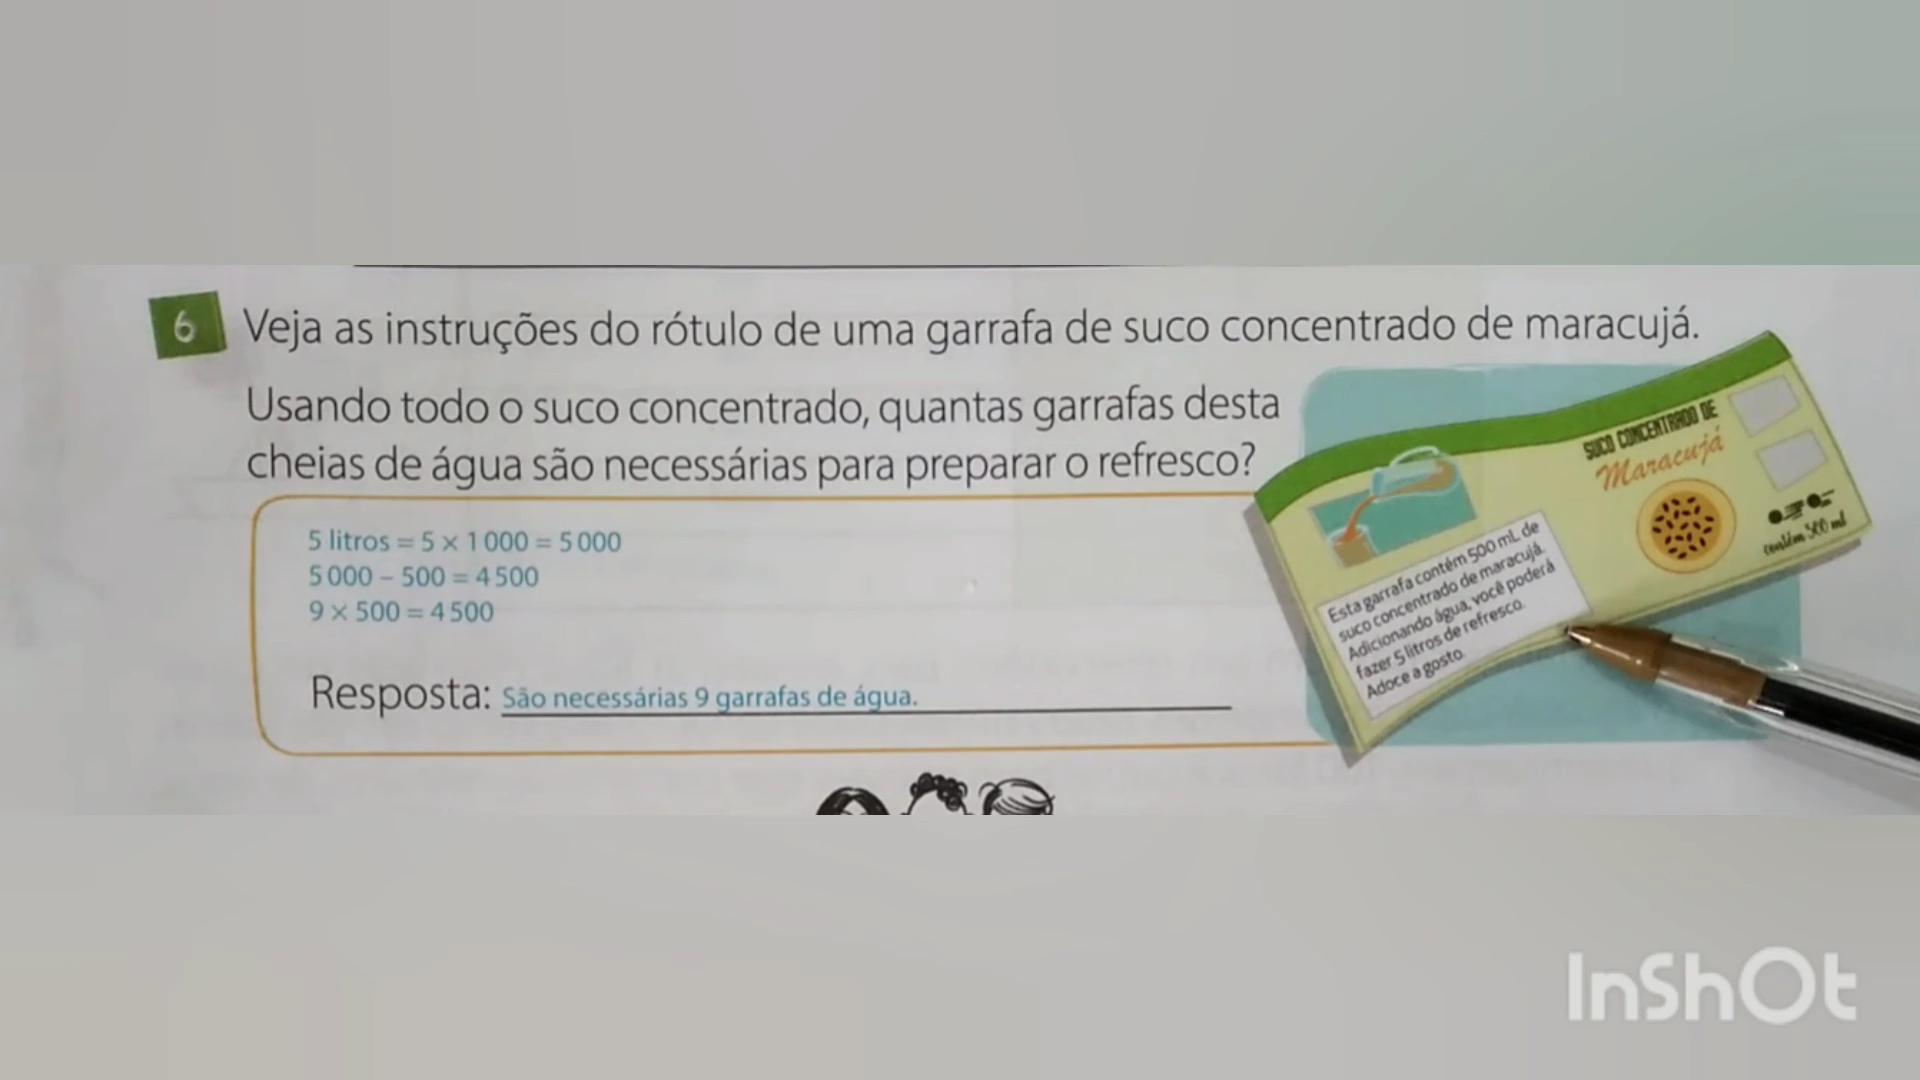 6
Veja as instruções do rótulo de uma garrafa de suco concentrado de maracujá.
Usando todo o suco concentrado, quantas garrafas desta
cheias de água são necessárias para preparar o refresco?
5 litros = 5 × 1 000 = 5 000
5 000 – 500 = 4 500
9 × 500 = 4 500
Resposta: São necessárias 9 garrafas de água.
SUCO CONCENTRADO DE
Maracujá
contém 500 ml
Esta garrafa contém 500 mL de
suco concentrado de maracujá.
Adicionando água, você poderá
fazer 5 litros de refresco.
Adoce a gosto.
InShOt